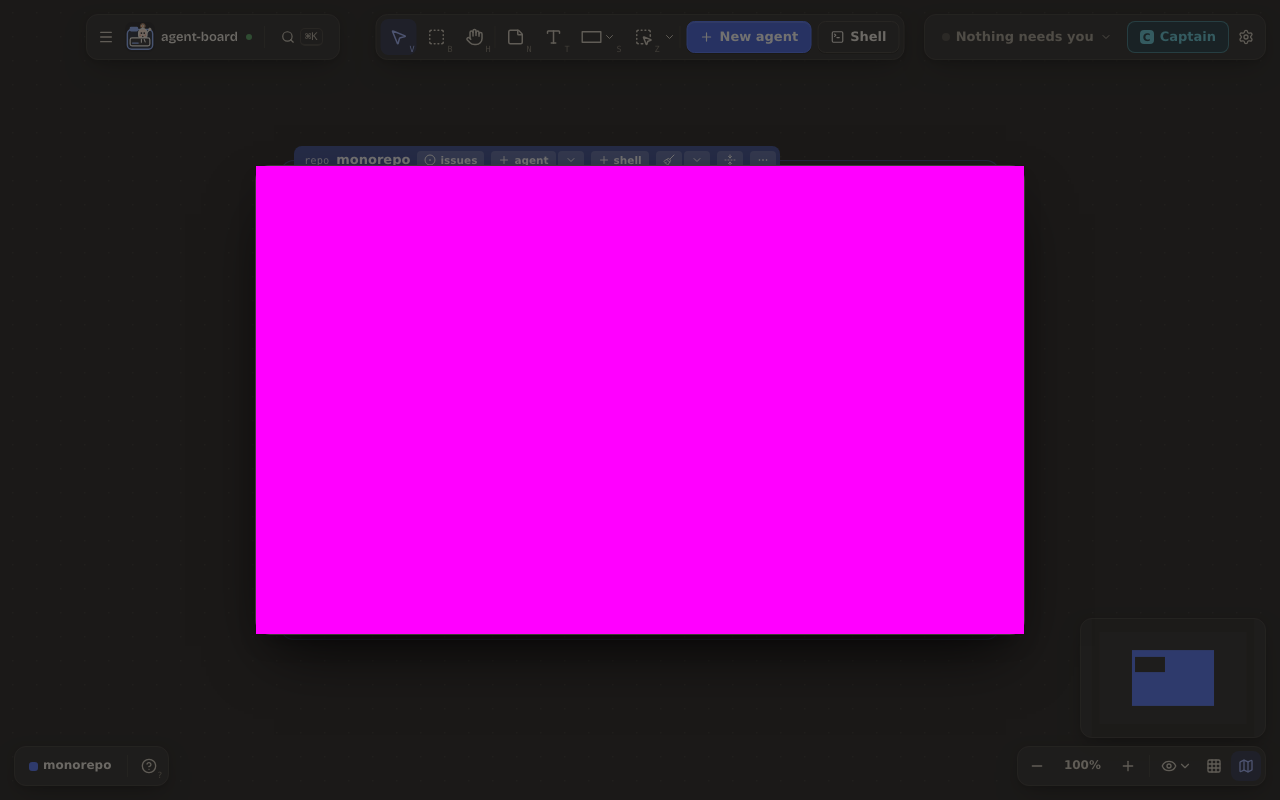 agent-board ⌘K
V B H N T S Z
New agent
Shell
Nothing needs you
C Captain
repo monorepo issues + agent + shell
monorepo
?
100%